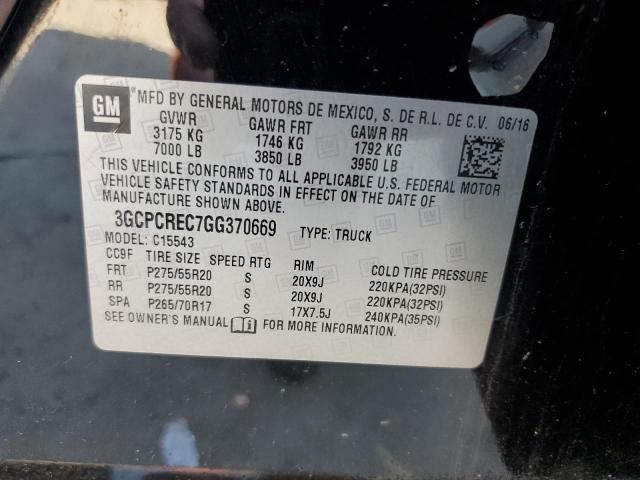 GM
MFD BY GENERAL MOTORS DE MEXICO, S. DE R.L. DE C.V. 06/16
GVWR GAWR FRT GAWR RR
3175 KG 1746 KG 1792 KG
7000 LB 3850 LB 3950 LB
THIS VEHICLE CONFORMS TO ALL APPLICABLE U.S. FEDERAL MOTOR
VEHICLE SAFETY STANDARDS IN EFFECT ON THE DATE OF
MANUFACTURE SHOWN ABOVE.
3GCPCREC7GG370669 TYPE: TRUCK
MODEL: C15543
CC9F TIRE SIZE SPEED RTG RIM COLD TIRE PRESSURE
FRT P275/55R20 S 20X9J 220KPA(32PSI)
RR P275/55R20 S 20X9J 220KPA(32PSI)
SPA P265/70R17 S 17X7.5J 240KPA(35PSI)
SEE OWNER'S MANUAL FOR MORE INFORMATION.